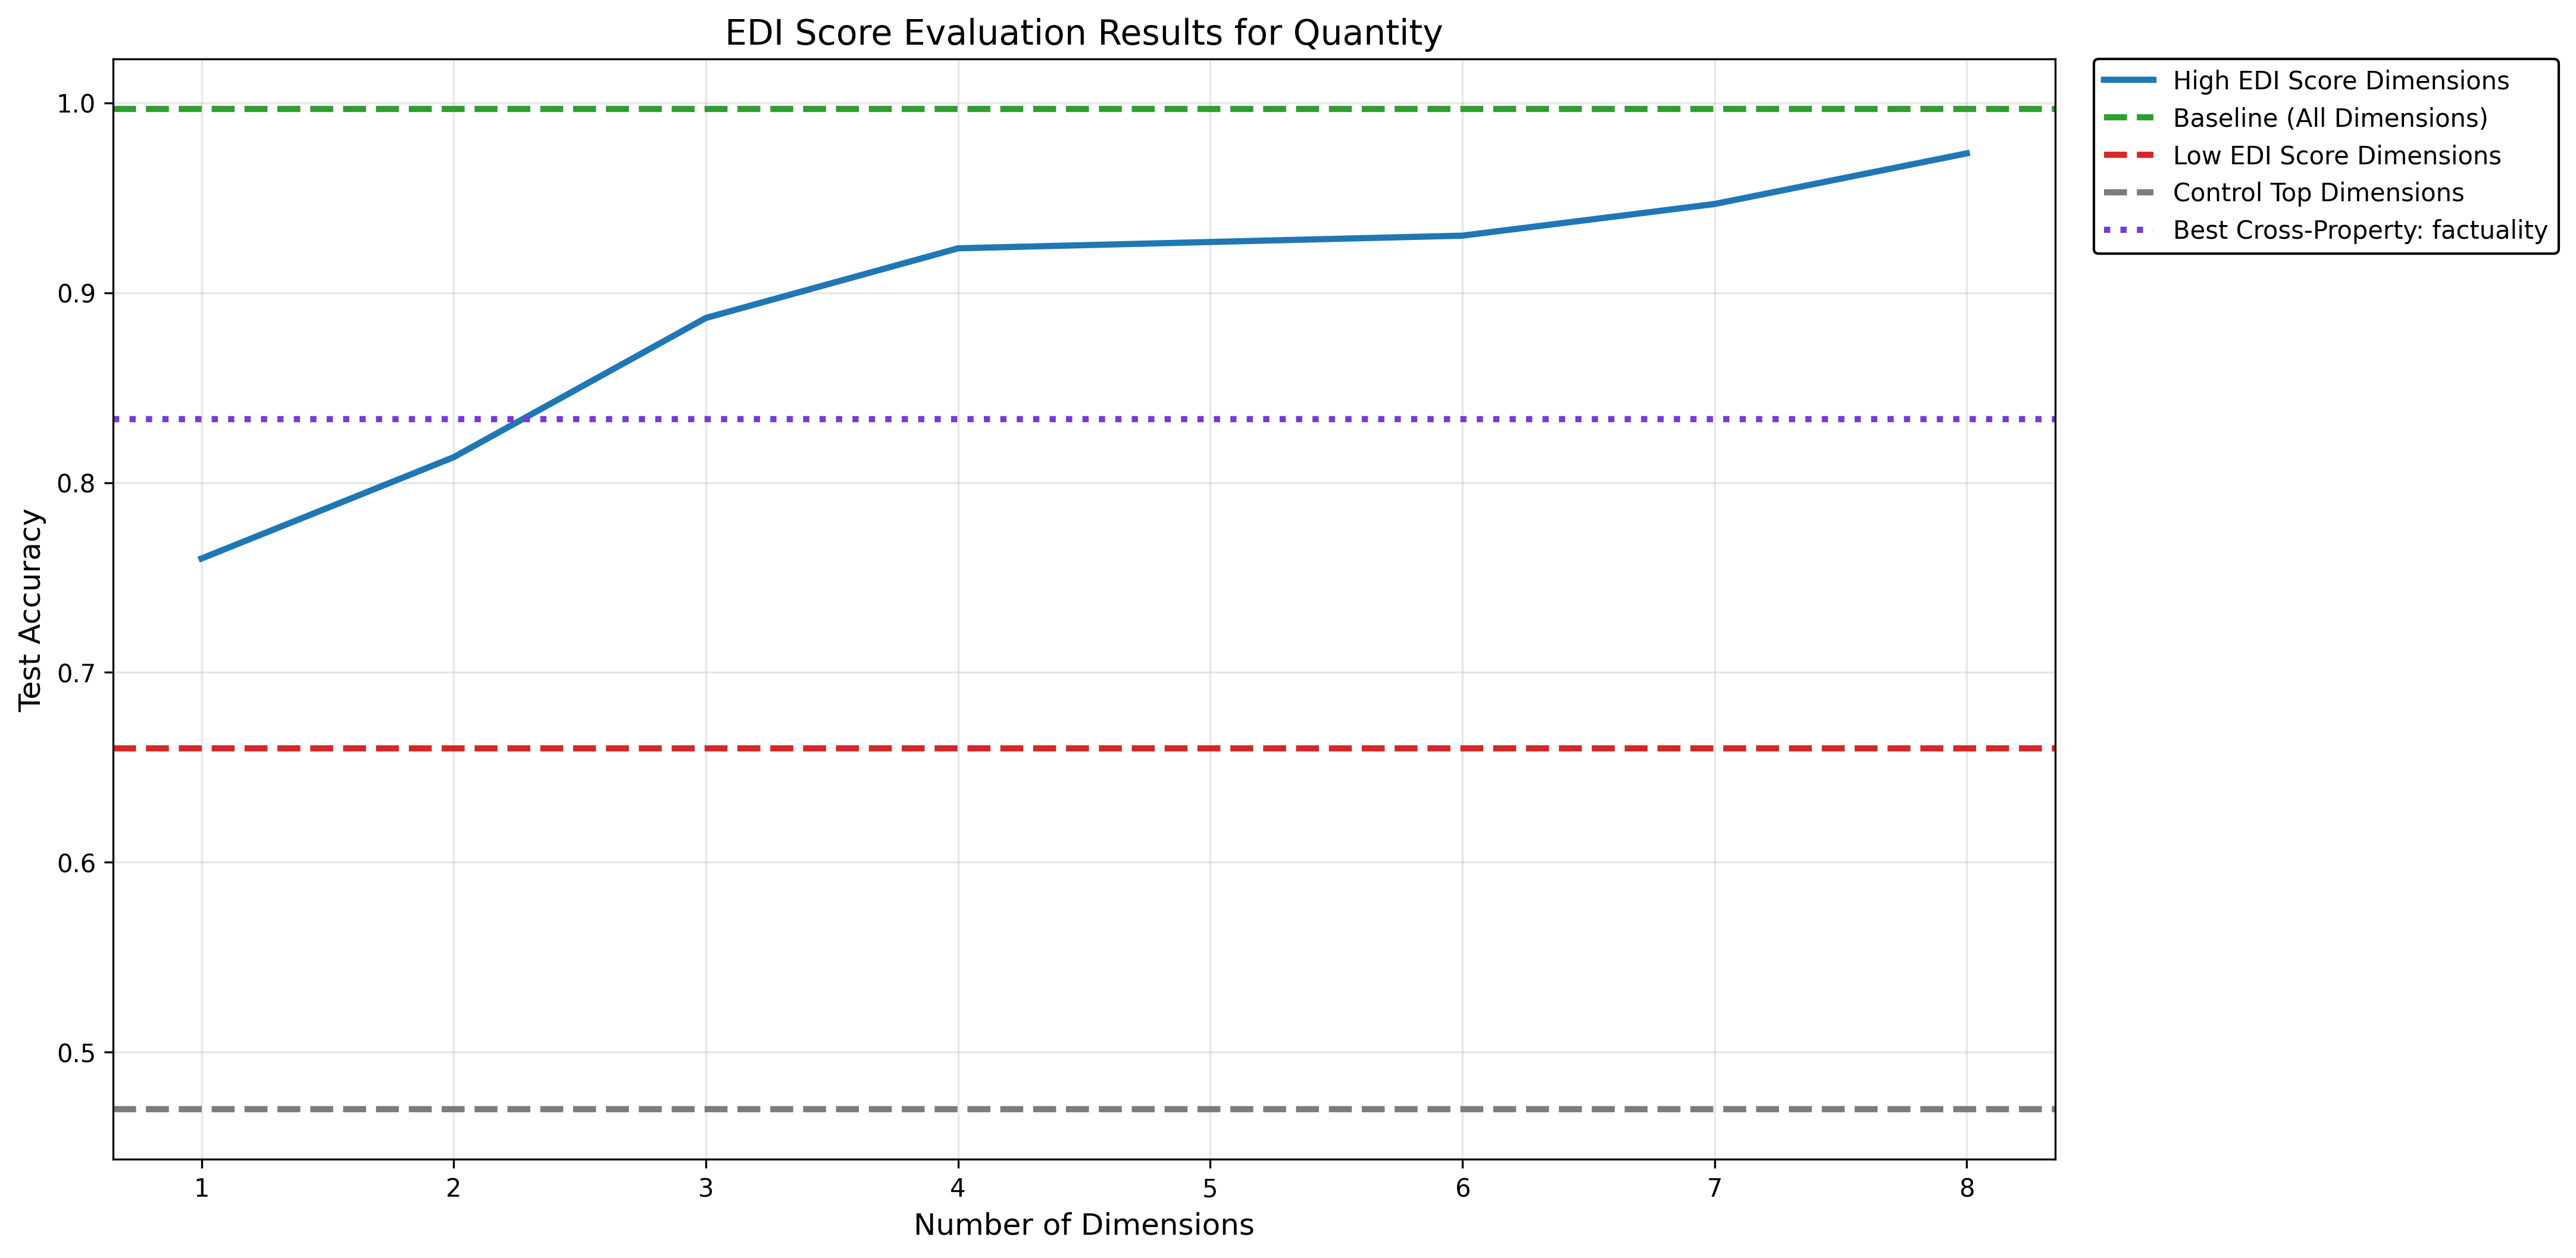 EDI Score Evaluation Results for Quantity
High EDI Score Dimensions
Baseline (All Dimensions)
Low EDI Score Dimensions
Control Top Dimensions
Best Cross-Property: factuality
Test Accuracy
1.0
0.9
0.8
0.7
0.6
0.5
1 2 3 4 5 6 7 8
Number of Dimensions